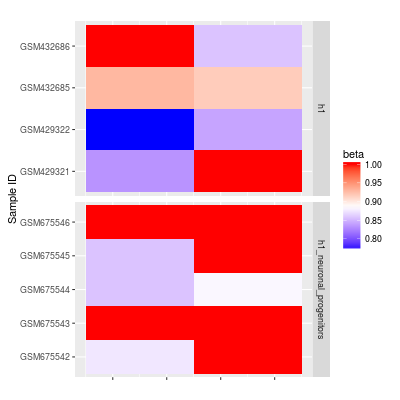 GSM432686
GSM432685
GSM429322
GSM429321
h1
GSM675546
GSM675545
GSM675544
GSM675543
GSM675542
h1_neuronal_progenitors
Sample ID
beta
1.00
0.95
0.90
0.85
0.80